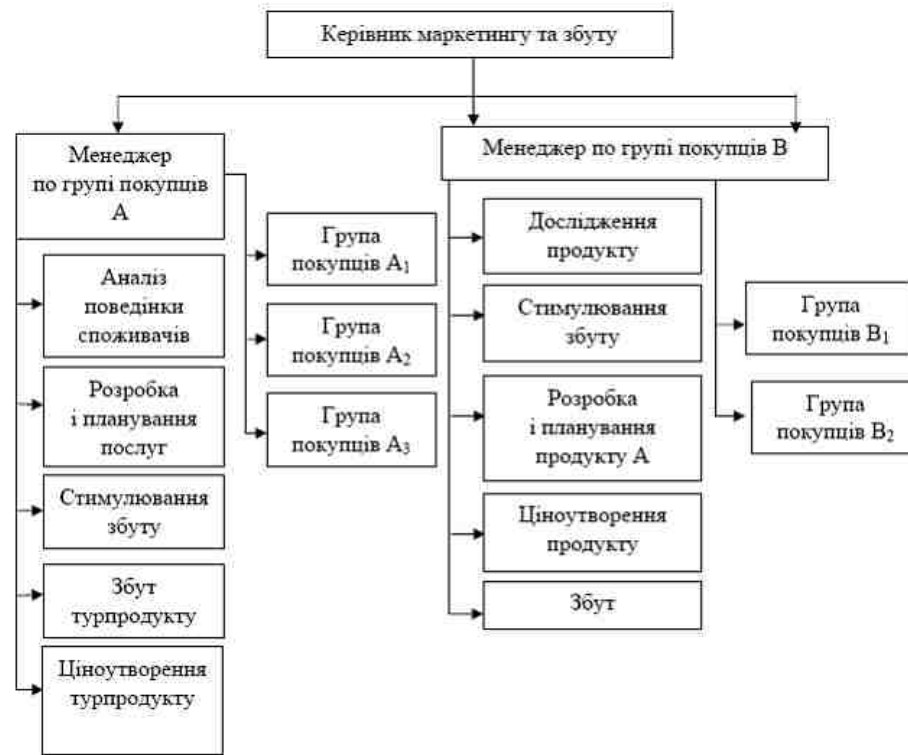 Керівник маркетингу та збуту
Менеджер
по групі покупців
А
Менеджер по групі покупців В
Група
покупців А₁
Група
покупців А₂
Група
покупців А₃
Аналіз
поведінки
споживачів
Розробка
і планування
послуг
Стимулювання
збуту
Збут
турпродукту
Ціноутворення
турпродукту
Дослідження
продукту
Стимулювання
збуту
Розробка
і планування
продукту А
Ціноутворення
продукту
Збут
Група
покупців В₁
Група
покупців В₂